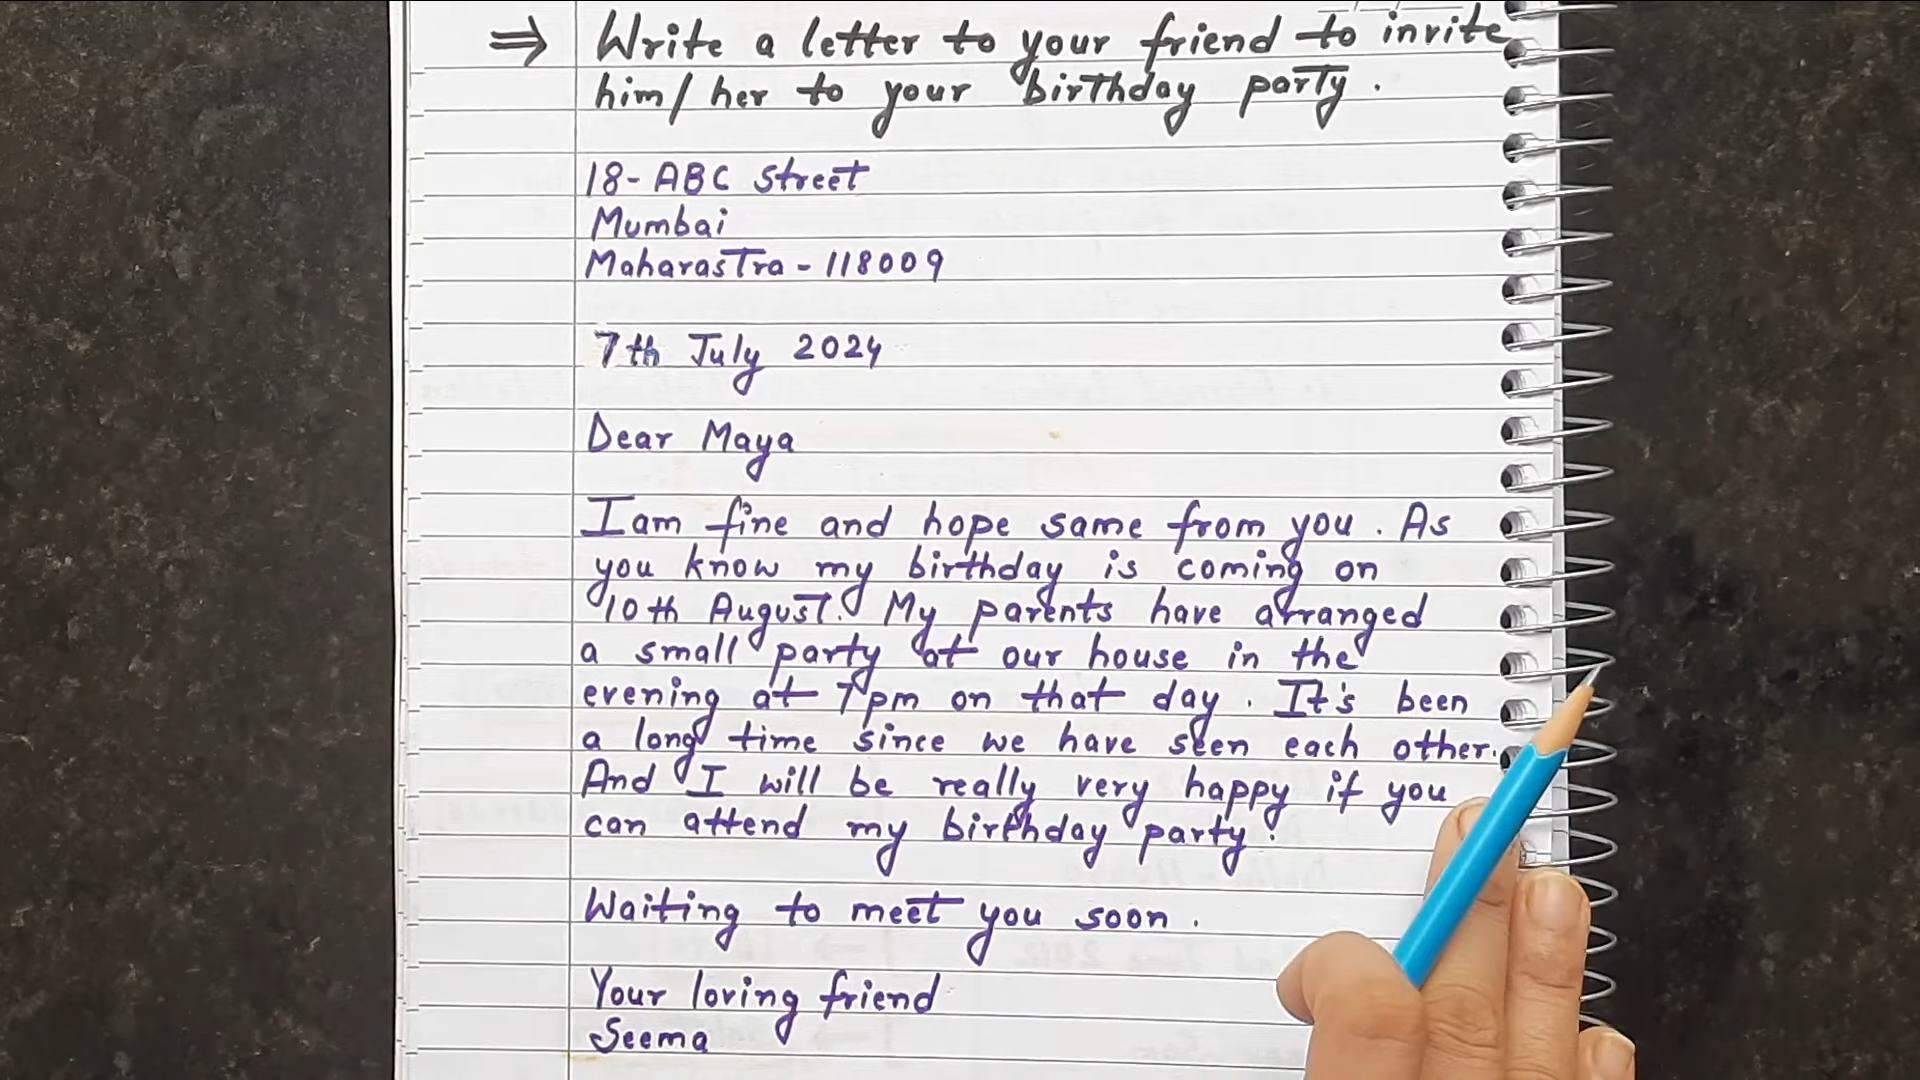 ⇒ Write a letter to your friend to invite
him/her to your birthday party.
18-ABC street
Mumbai
Maharastra-118009
7th July 2024
Dear Maya
I am fine and hope same from you. As
you know my birthday is coming on
10th August. My parents have arranged
a small party at our house in the
evening at 7pm on that day. It's been
a long time since we have seen each other.
And I will be really very happy if you
can attend my birthday party.
Waiting to meet you soon.
Your loving friend
Seema